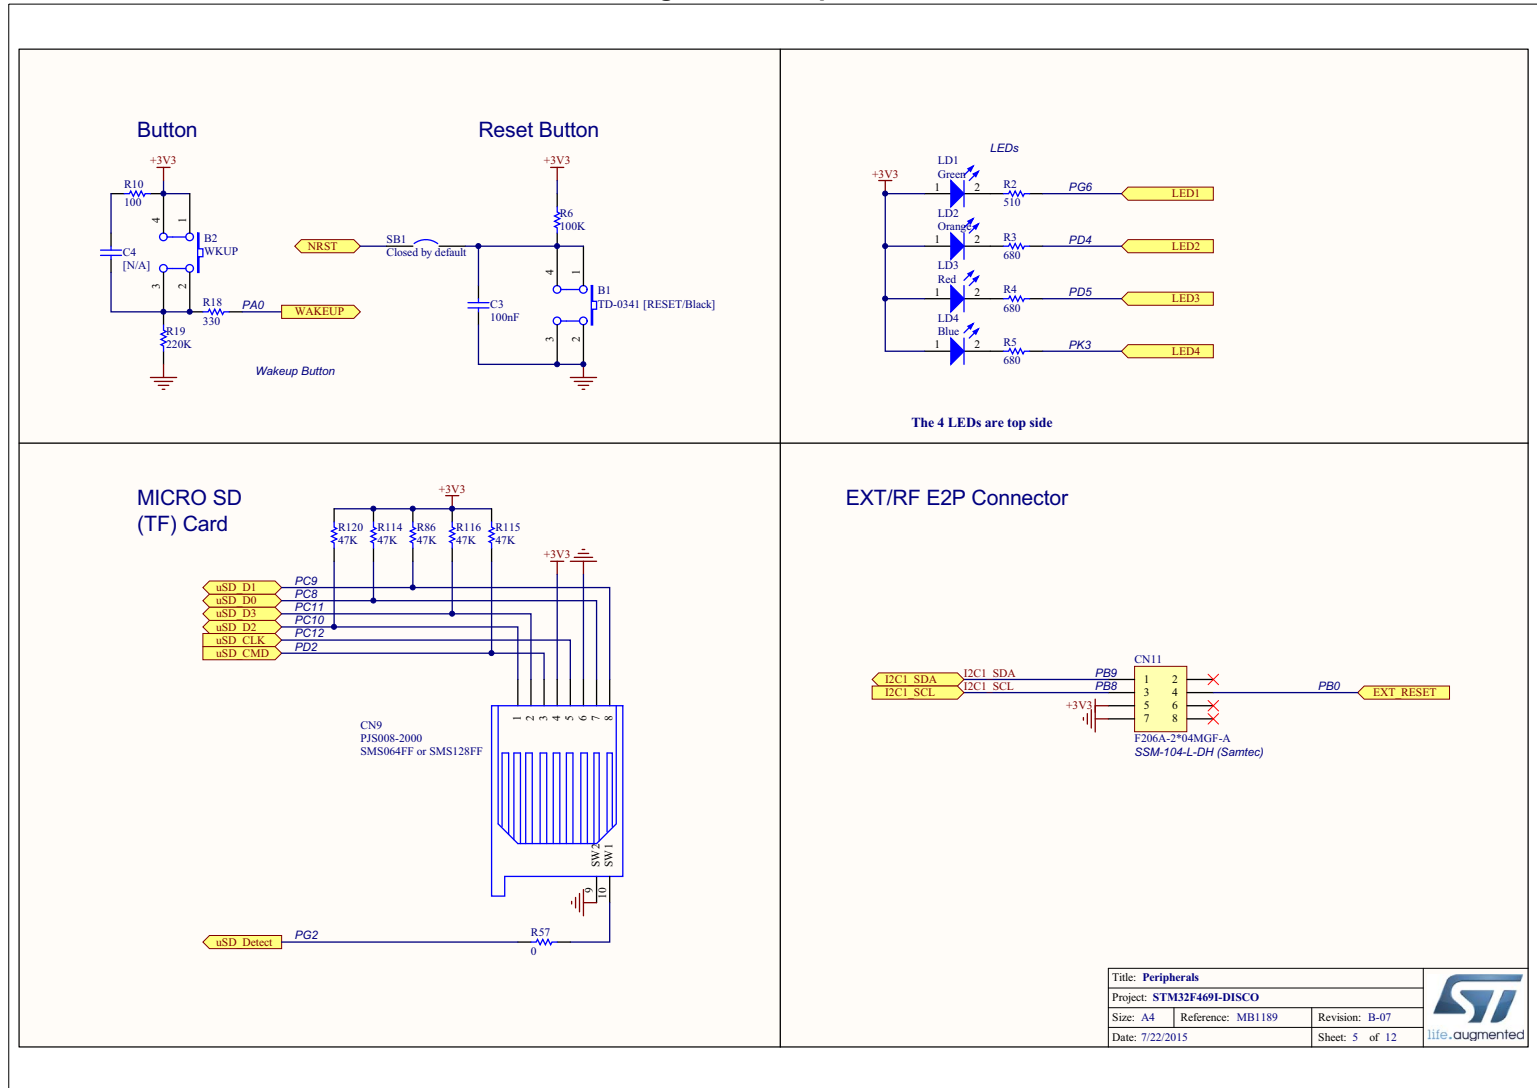 Button
Reset Button
+3V3
R10
100
4
1
B2
WKUP
C4
[N/A]
3
2
R18
330
PA0
WAKEUP
R19
220K
Wakeup Button
+3V3
R6
100K
NRST
SB1
Closed by default
4
1
B1
TD-0341 [RESET/Black]
C3
100nF
3
2
LEDs
+3V3
LD1
Green
1
2
R2
510
PG6
LED1
LD2
Orange
1
2
R3
680
PD4
LED2
LD3
Red
1
2
R4
680
PD5
LED3
LD4
Blue
1
2
R5
680
PK3
LED4
The 4 LEDs are top side
MICRO SD
(TF) Card
+3V3
R120
47K
R114
47K
R86
47K
R116
47K
R115
47K
+3V3
uSD_D1
PC9
uSD_D0
PC8
uSD_D3
PC11
uSD_D2
PC10
uSD_CLK
PC12
uSD_CMD
PD2
1 2 3 4 5 6 7 8
CN9
PJS008-2000
SMS064FF or SMS128FF
SW2
SW1
9
10
uSD_Detect
PG2
R57
0
EXT/RF E2P Connector
CN11
I2C1_SDA
I2C1_SDA
PB9
1 2
I2C1_SCL
I2C1_SCL
PB8
3 4
PB0
EXT_RESET
+3V3
5 6
7 8
F206A-2*04MGF-A
SSM-104-L-DH (Samtec)
Title: Peripherals
Project: STM32F469I-DISCO
Size: A4 Reference: MB1189 Revision: B-07
Date: 7/22/2015 Sheet: 5 of 12
ST
life.augmented